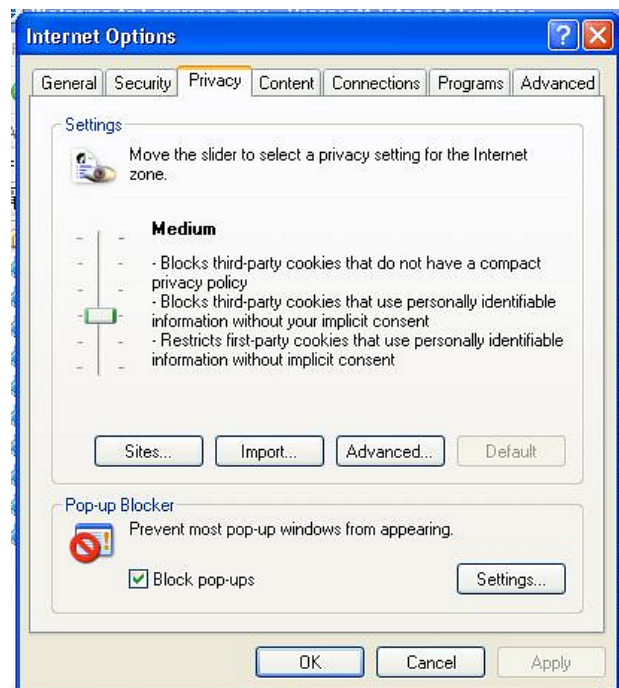 Internet Options
General Security Privacy Content Connections Programs Advanced
Settings
Move the slider to select a privacy setting for the Internet
zone.
Medium
- Blocks third-party cookies that do not have a compact
privacy policy
- Blocks third-party cookies that use personally identifiable
information without your implicit consent
- Restricts first-party cookies that use personally identifiable
information without implicit consent
Sites... Import... Advanced... Default
Pop-up Blocker
Prevent most pop-up windows from appearing.
Block pop-ups Settings...
OK Cancel Apply